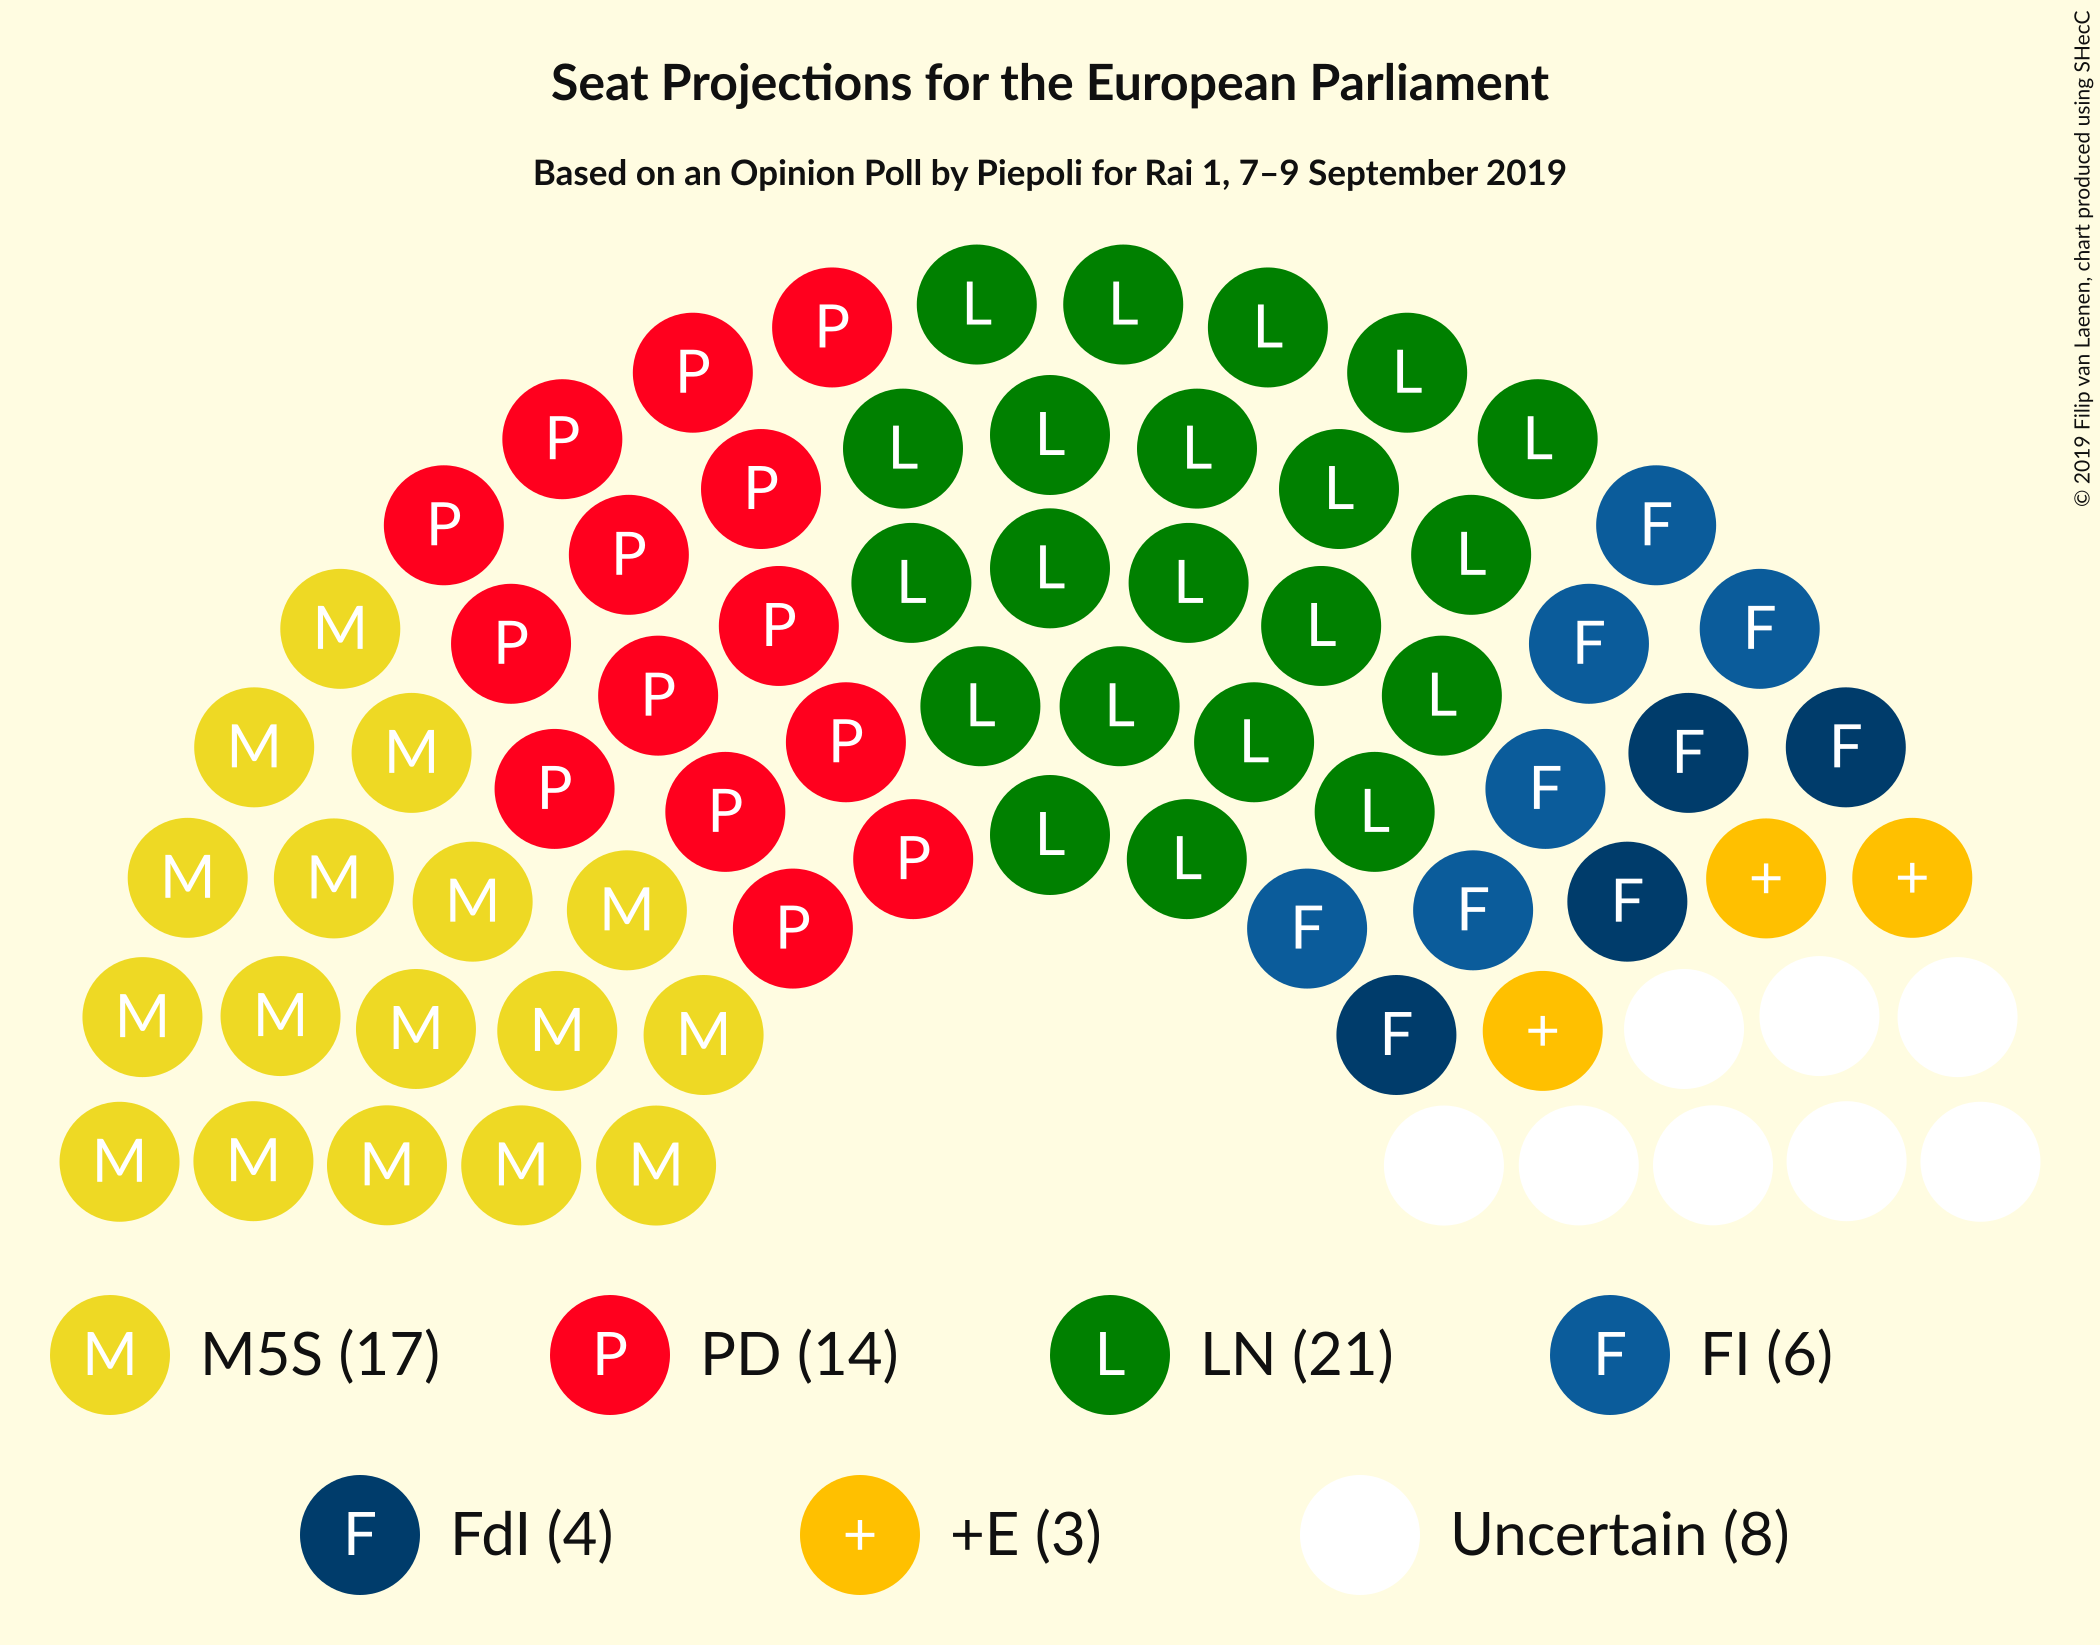 Seat Projections for the European Parliament
Based on an Opinion Poll by Piepoli for Rai 1, 7–9 September 2019
© 2019 Filip van Laenen, chart produced using SHecC
L L
P L
P L
L
P L L L
P L
P L
P F
L
P L L L
P L
M P F F
P L
L L
P L
M M F F
P L
P F
P L
L
P L
M M + +
M F
M F
P F
M M
M + 
M
M F
M M
M M M
M M5S (17) P PD (14) L LN (21) F FI (6)
F FdI (4) + +E (3) Uncertain (8)